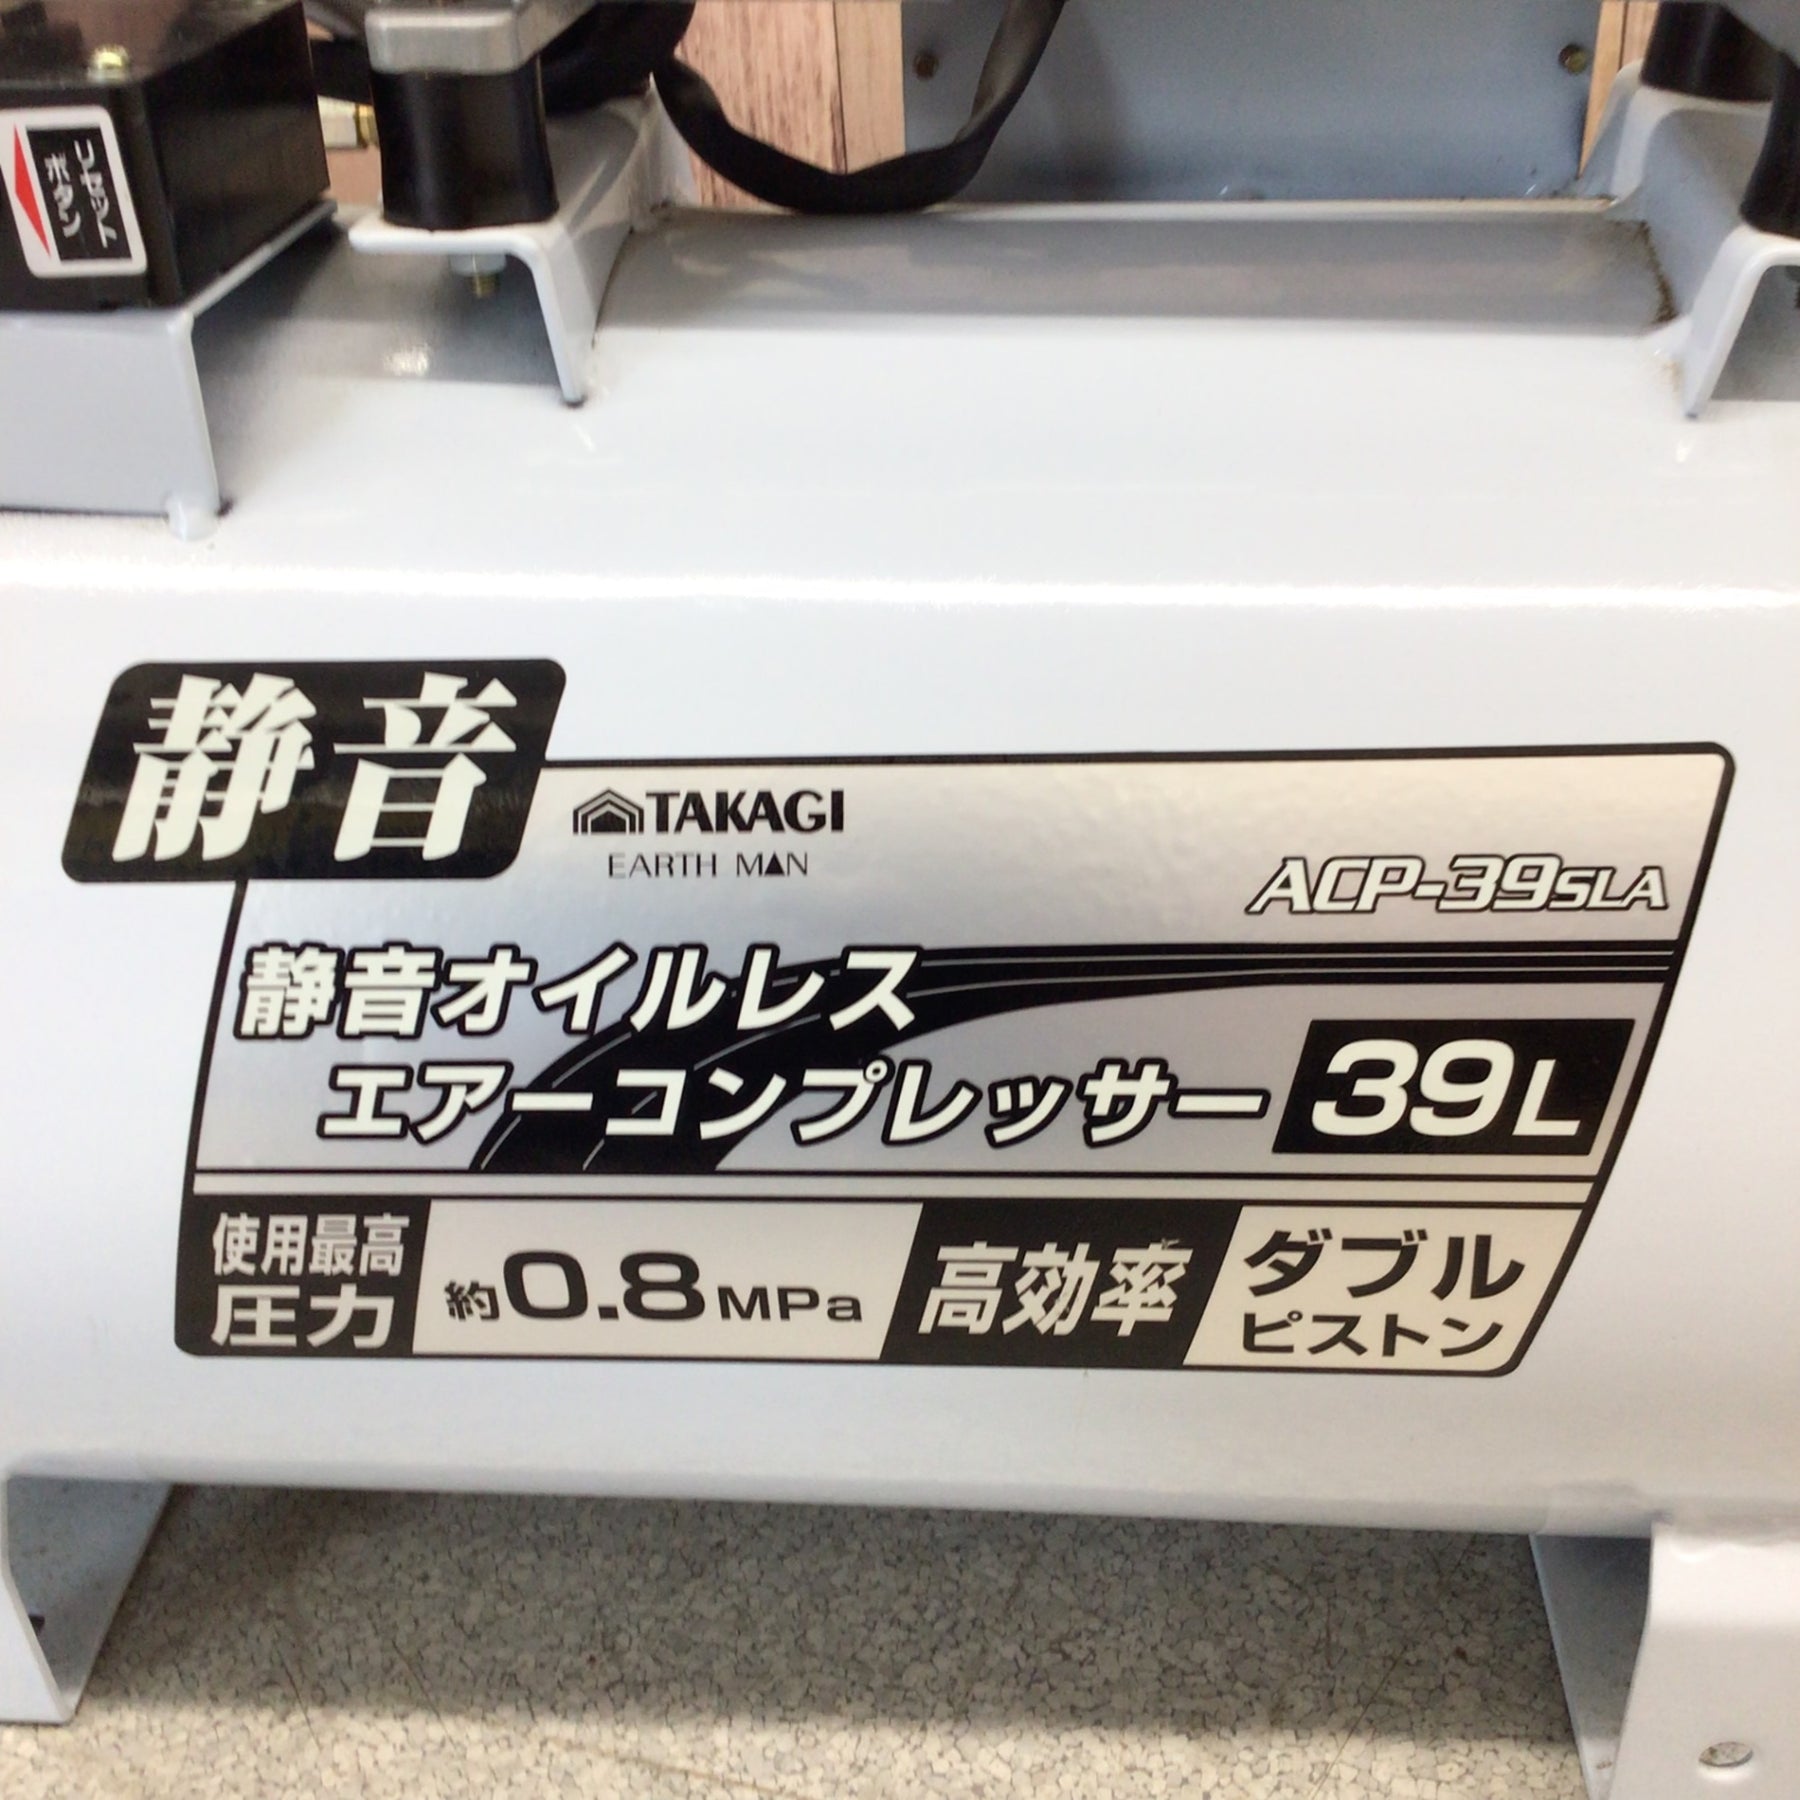 リセット
ボタン
静音
TAKAGI
EARTH MAN
ACP-39SLA
静音オイルレス
エアーコンプレッサー 39L
使用最高
圧力
約0.8MPa
高効率
ダブル
ピストン